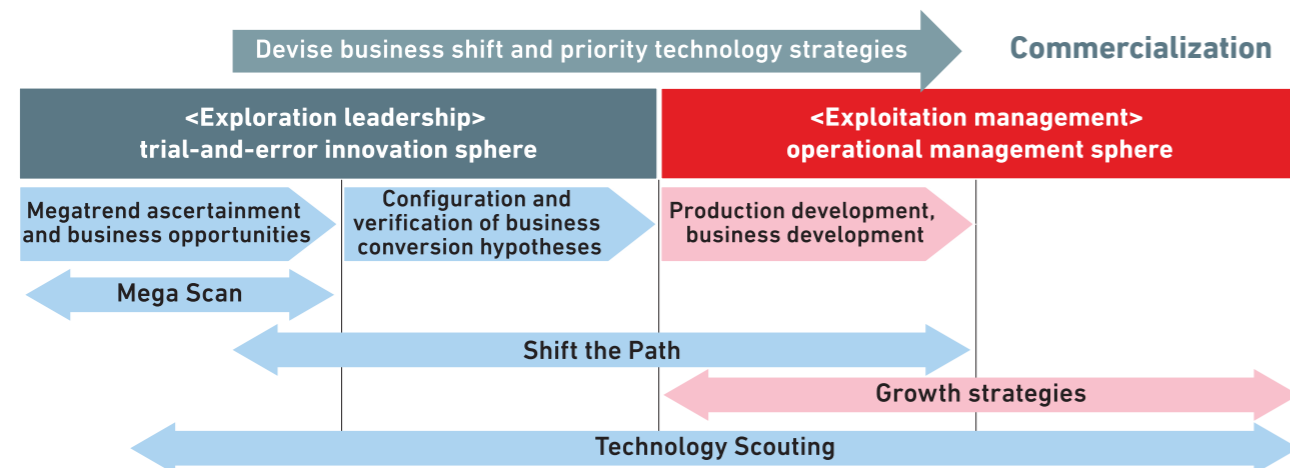 Devise business shift and priority technology strategies
Commercialization
<Exploration leadership>
trial-and-error innovation sphere
<Exploitation management>
operational management sphere
Megatrend ascertainment
and business opportunities
Configuration and
verification of business
conversion hypotheses
Production development,
business development
Mega Scan
Shift the Path
Growth strategies
Technology Scouting